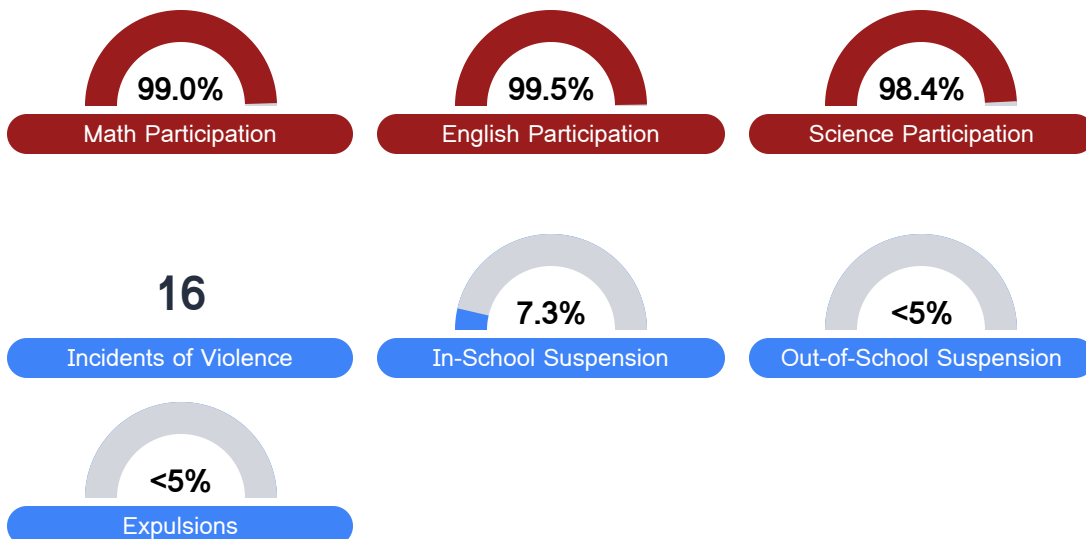 99.0%
Math Participation
99.5%
English Participation
98.4%
Science Participation
16
Incidents of Violence
7.3%
In-School Suspension
<5%
Out-of-School Suspension
<5%
Expulsions